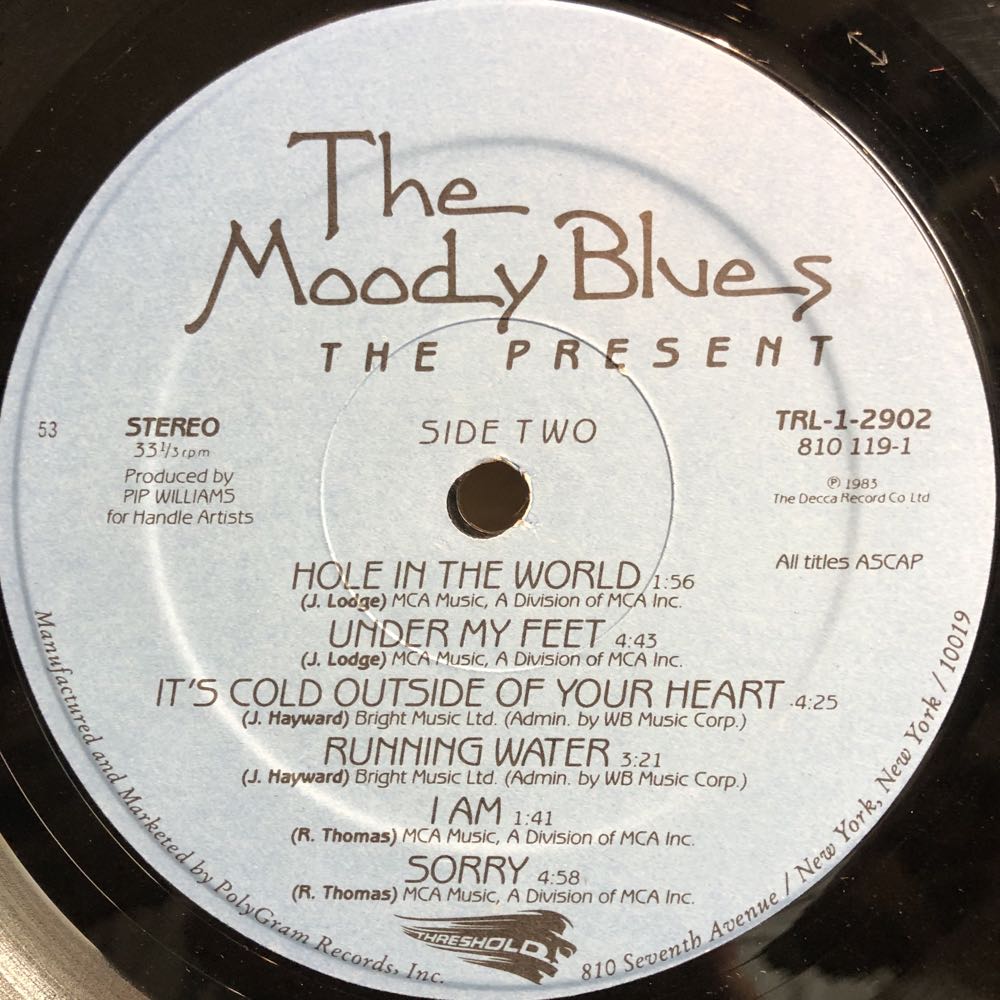 The
Moody Blues
THE PRESENT
SIDE TWO
53
STEREO
33 1/3 rpm
Produced by
PIP WILLIAMS
for Handle Artists
TRL-1-2902
810 119-1
℗ 1983
The Decca Record Co Ltd
All titles ASCAP
HOLE IN THE WORLD 1:56
(J. Lodge) MCA Music, A Division of MCA Inc.
UNDER MY FEET 4:43
(J. Lodge) MCA Music, A Division of MCA Inc.
IT'S COLD OUTSIDE OF YOUR HEART 4:25
(J. Hayward) Bright Music Ltd. (Admin. by WB Music Corp.)
RUNNING WATER 3:21
(J. Hayward) Bright Music Ltd. (Admin. by WB Music Corp.)
I AM 1:41
(R. Thomas) MCA Music, A Division of MCA Inc.
SORRY 4:58
(R. Thomas) MCA Music, A Division of MCA Inc.
THRESHOLD
Manufactured and Marketed by PolyGram Records, Inc.
810 Seventh Avenue / New York, New York / 10019